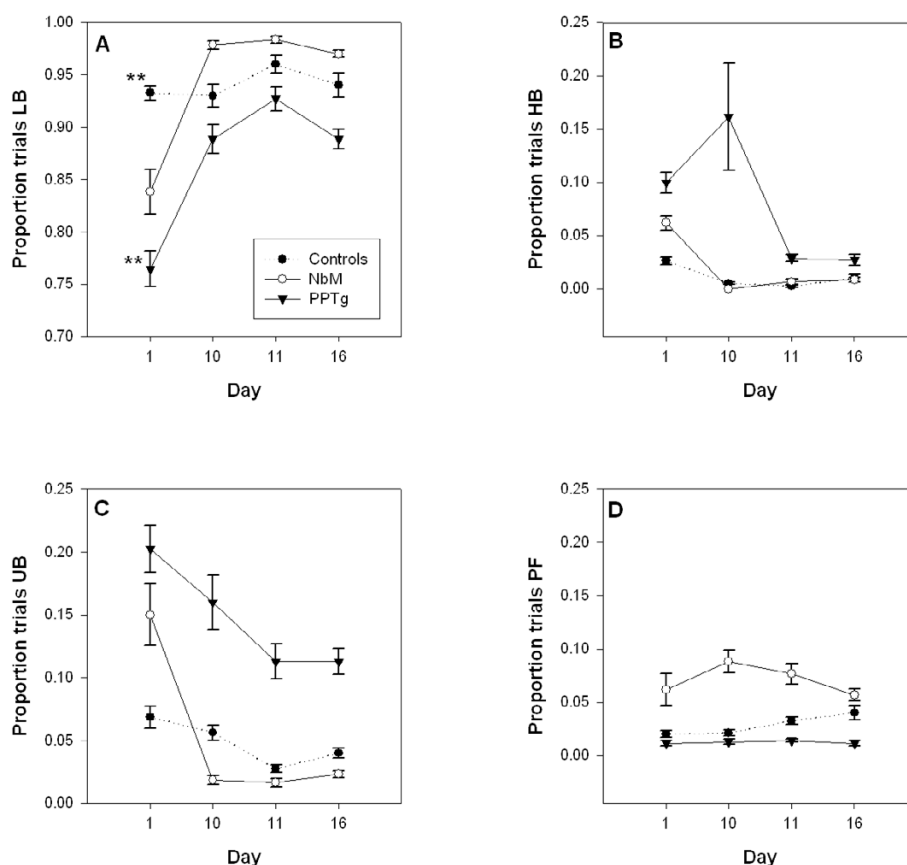 A
Proportion trials LB
1.00
0.95
0.90
0.85
0.80
0.75
0.70
**
**
Controls
NbM
PPTg
1 10 11 16
Day
B
Proportion trials HB
0.25
0.20
0.15
0.10
0.05
0.00
1 10 11 16
Day
C
Proportion trials UB
0.25
0.20
0.15
0.10
0.05
0.00
1 10 11 16
Day
D
Proportion trials PF
0.25
0.20
0.15
0.10
0.05
0.00
1 10 11 16
Day